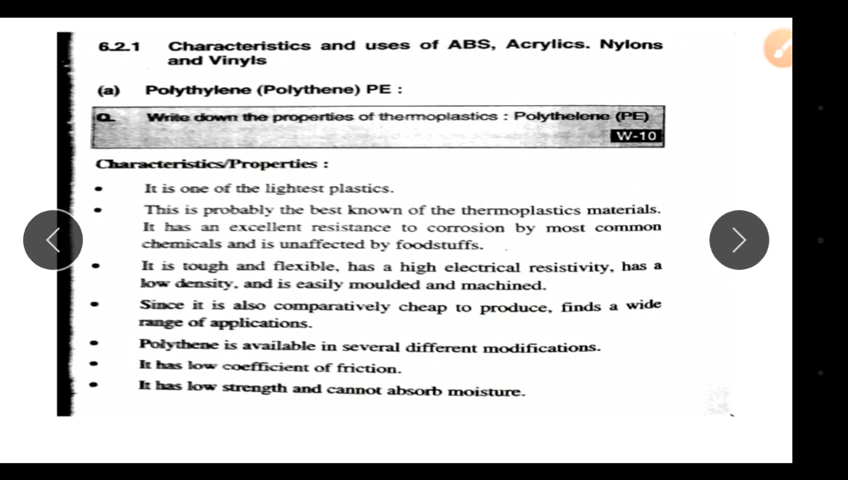 6.2.1 Characteristics and uses of ABS, Acrylics. Nylons
and Vinyls
(a) Polythylene (Polythene) PE :
Q. Write down the properties of thermoplastics : Polythelene (PE)
W-10
Characteristics/Properties :
• It is one of the lightest plastics.
• This is probably the best known of the thermoplastics materials.
It has an excellent resistance to corrosion by most common
chemicals and is unaffected by foodstuffs.
• It is tough and flexible, has a high electrical resistivity, has a
low density, and is easily moulded and machined.
• Since it is also comparatively cheap to produce, finds a wide
range of applications.
• Polythene is available in several different modifications.
• It has low coefficient of friction.
• It has low strength and cannot absorb moisture.